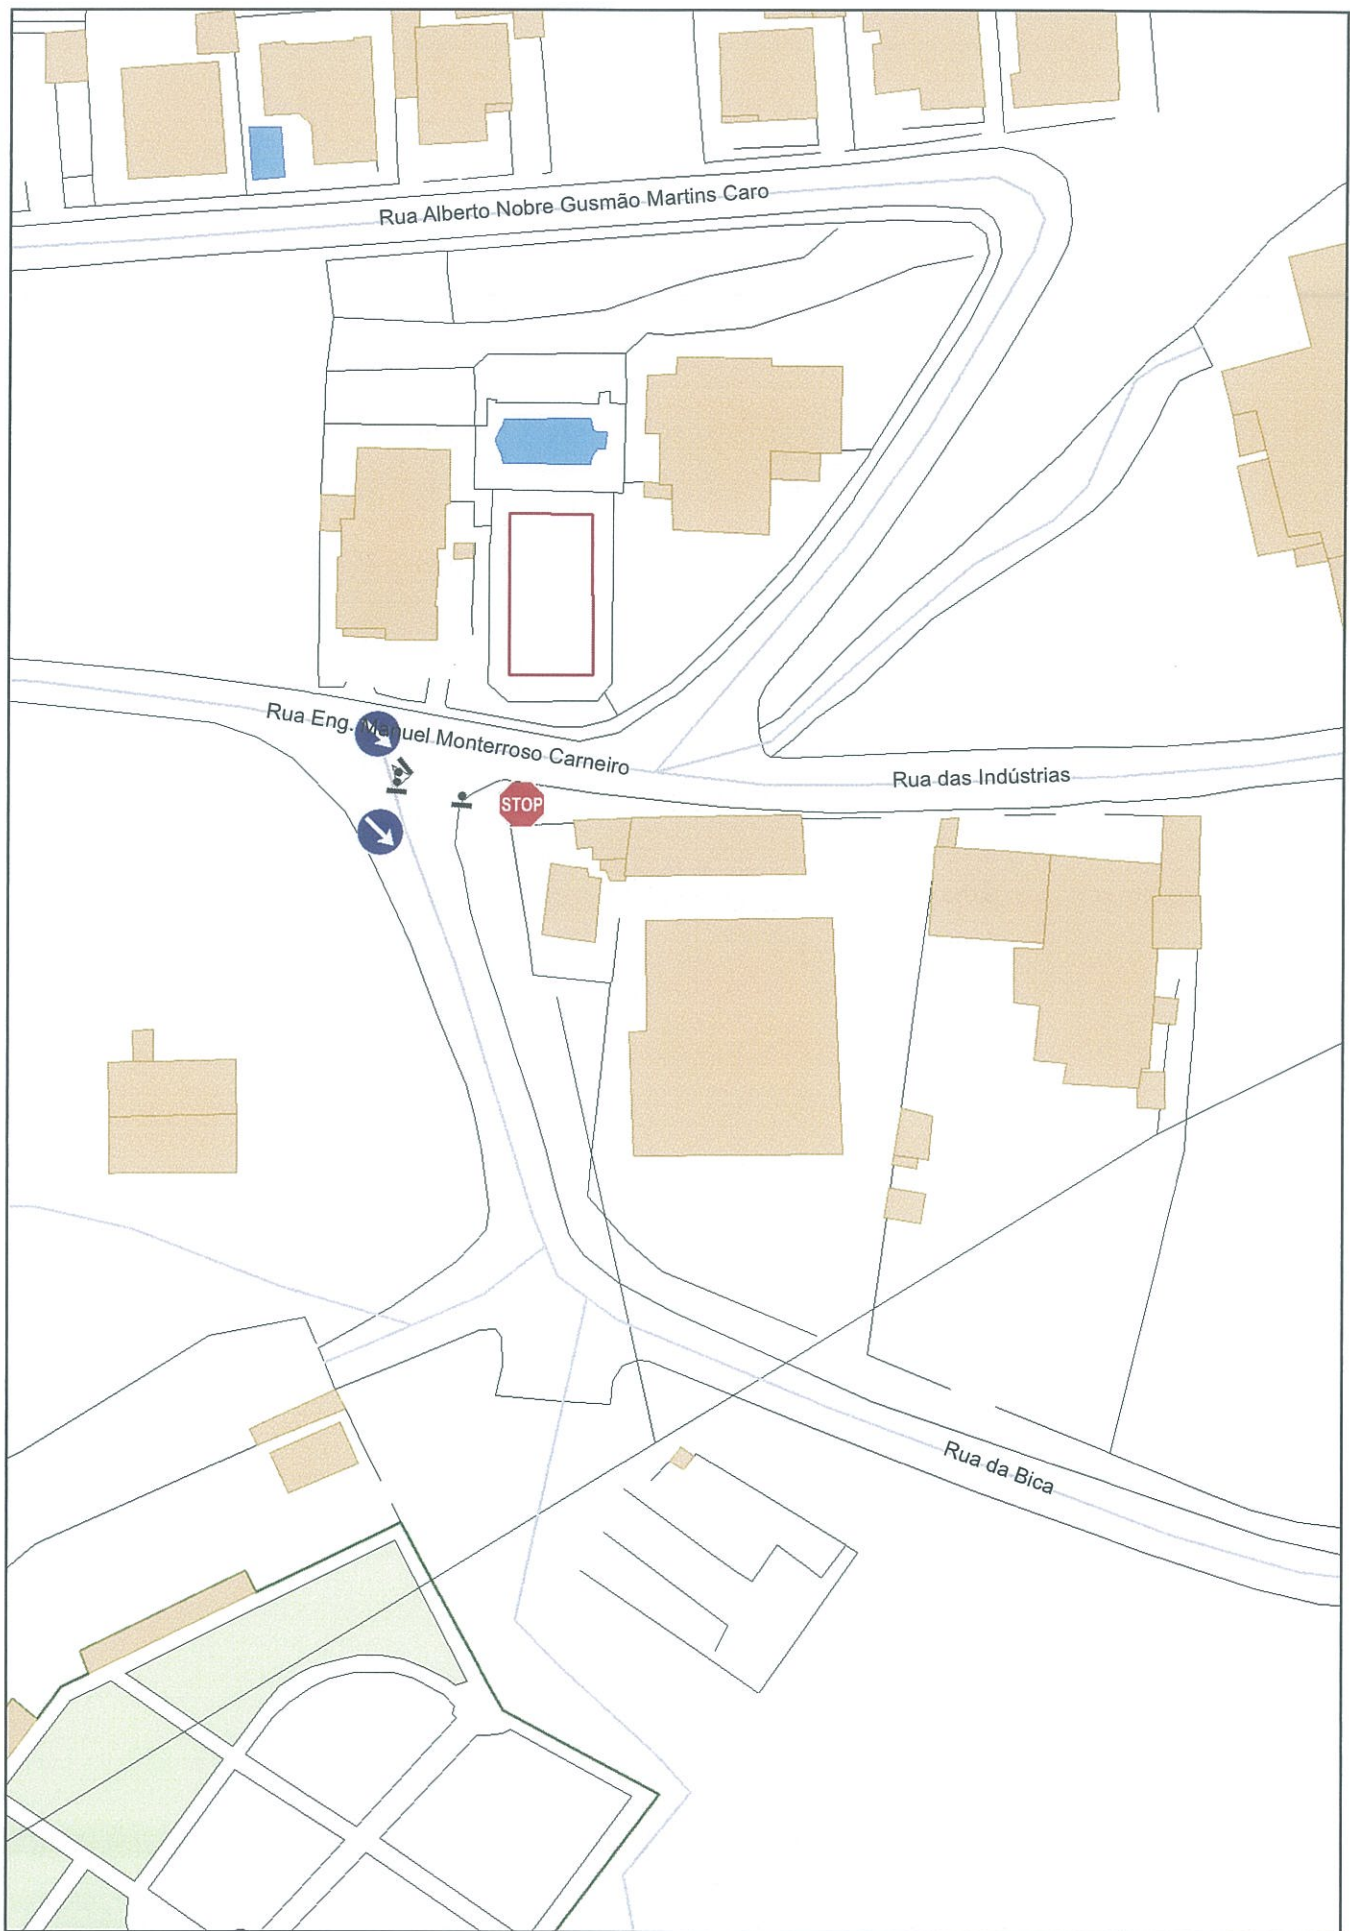 Rua Alberto Nobre Gusmão Martins Caro
Rua Eng. Manuel Monterroso Carneiro
Rua das Indústrias
STOP
Rua da Bica